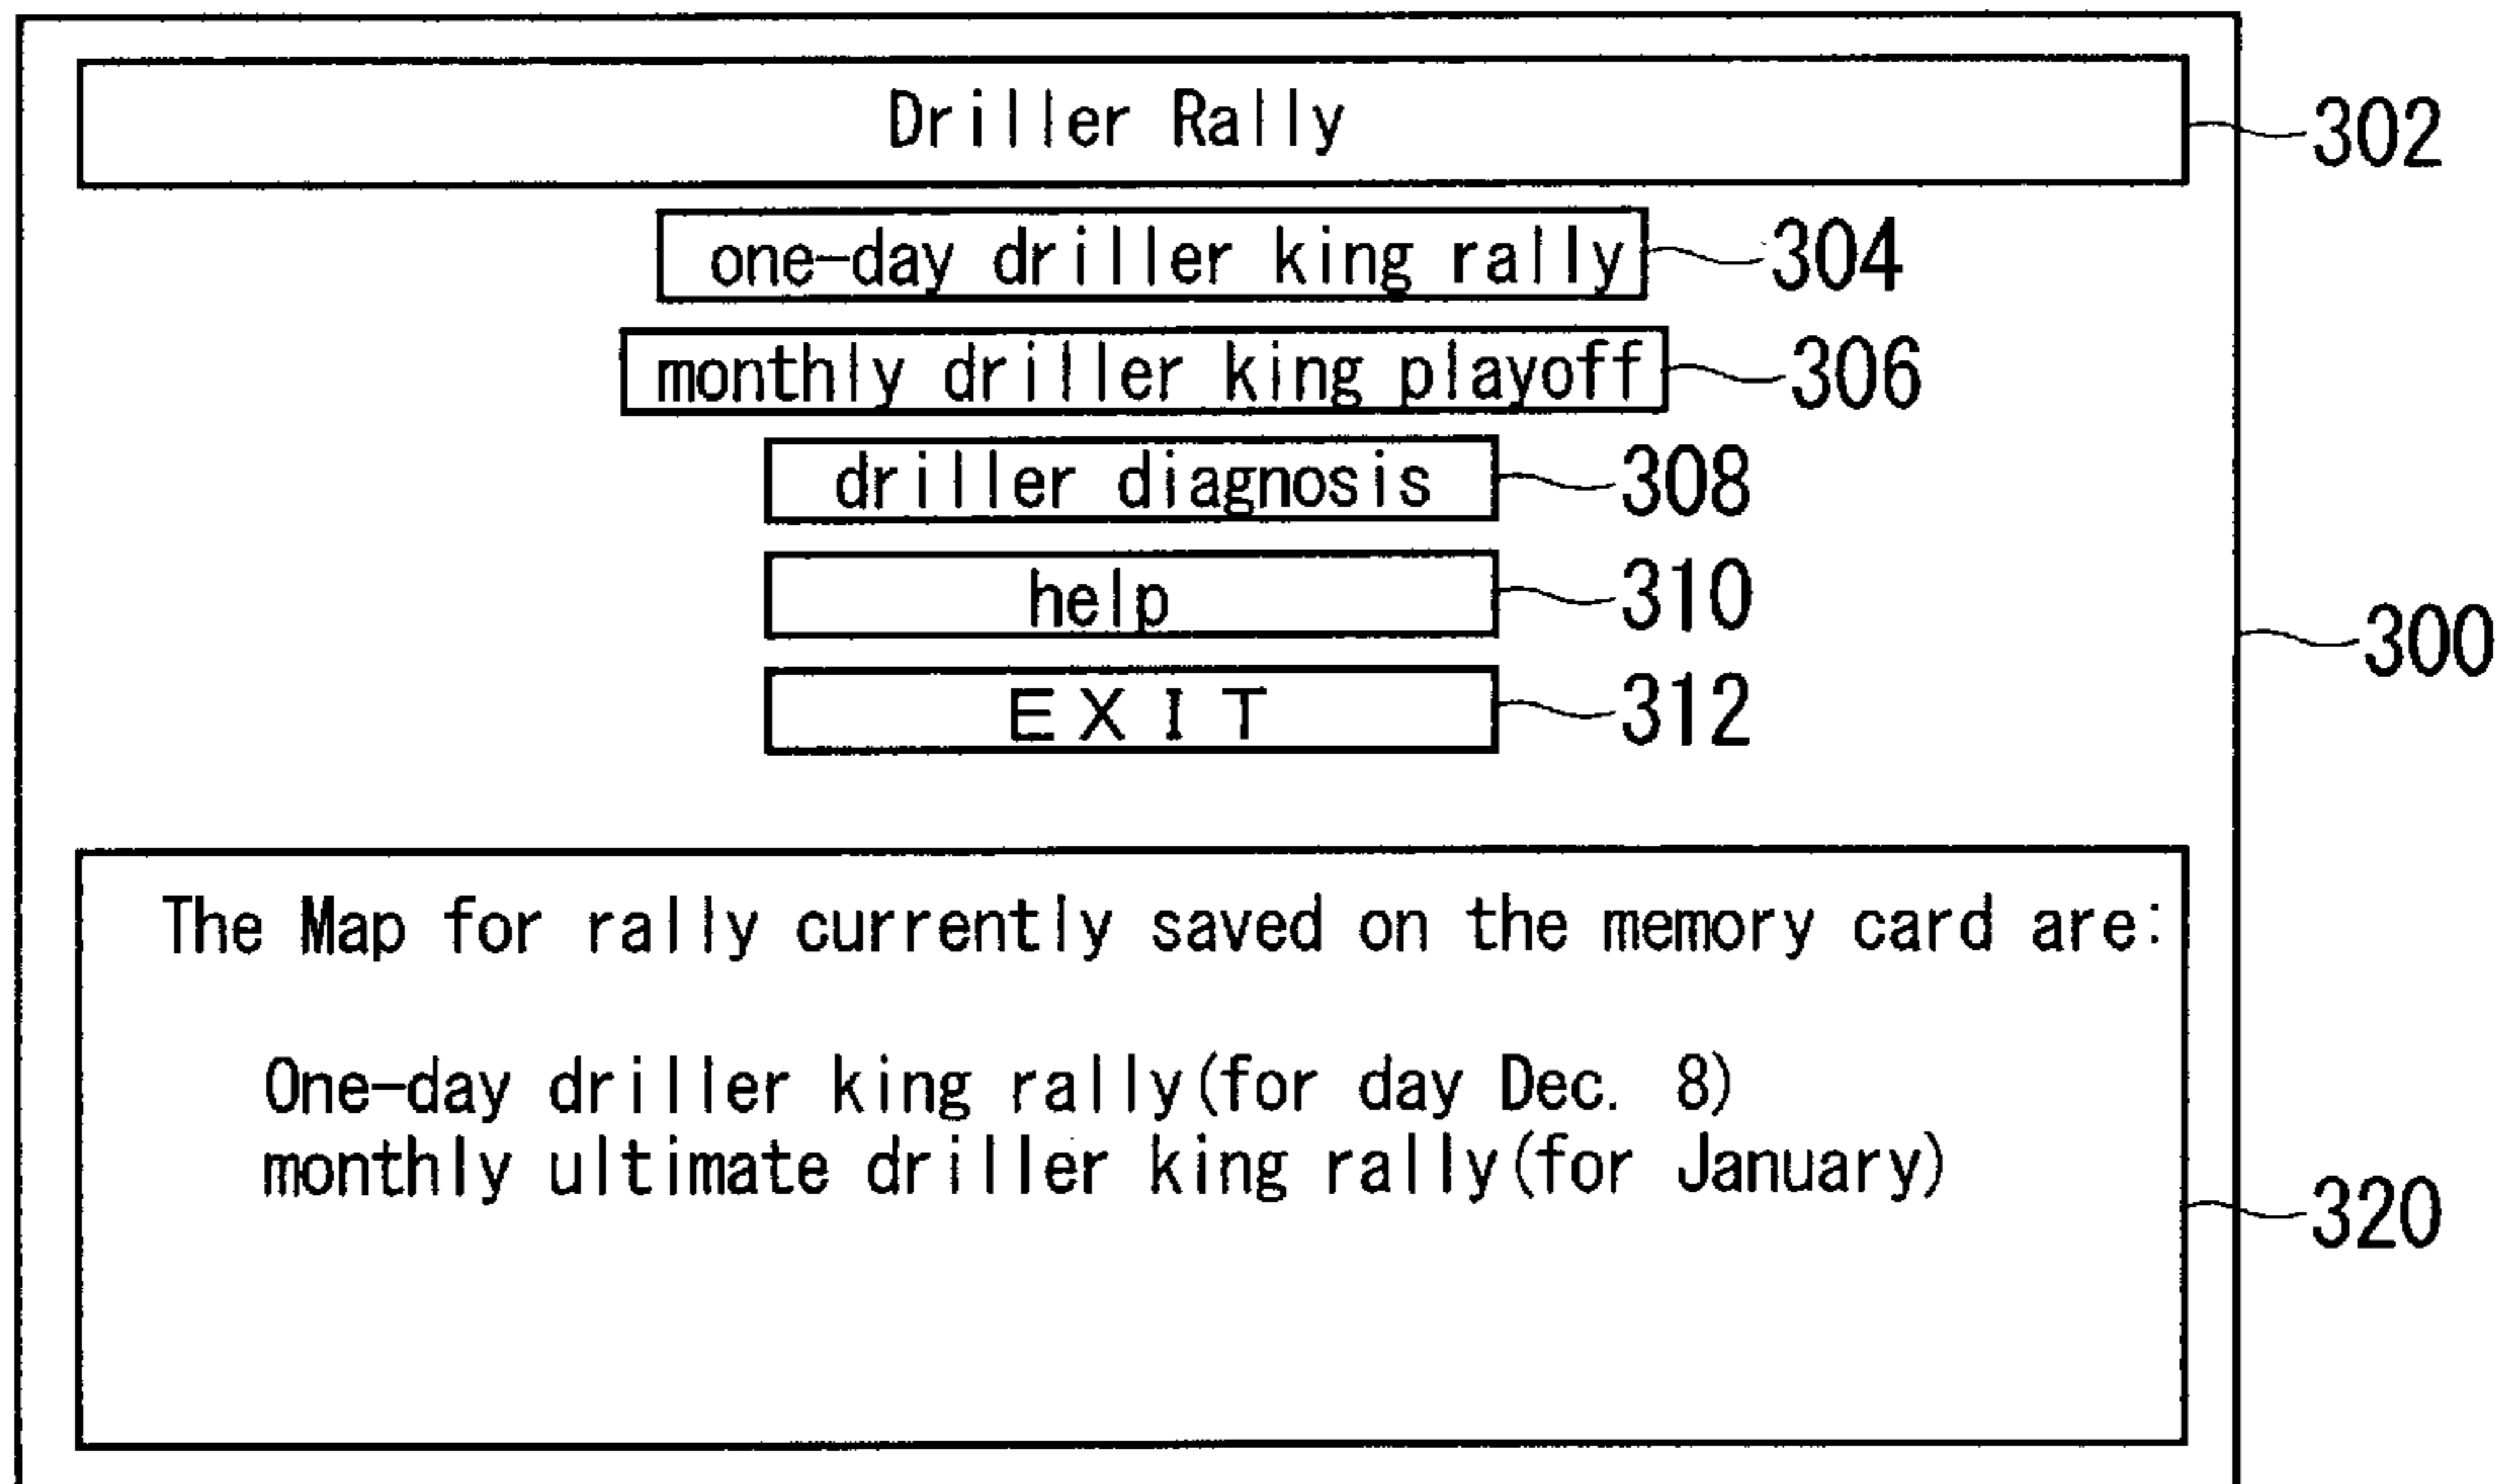 Driller Rally 302
one-day driller king rally 304
monthly driller king playoff 306
driller diagnosis 308
help 310
300
EXIT 312
The Map for rally currently saved on the memory card are:
One-day driller king rally(for day Dec. 8)
monthly ultimate driller king rally(for January)
320